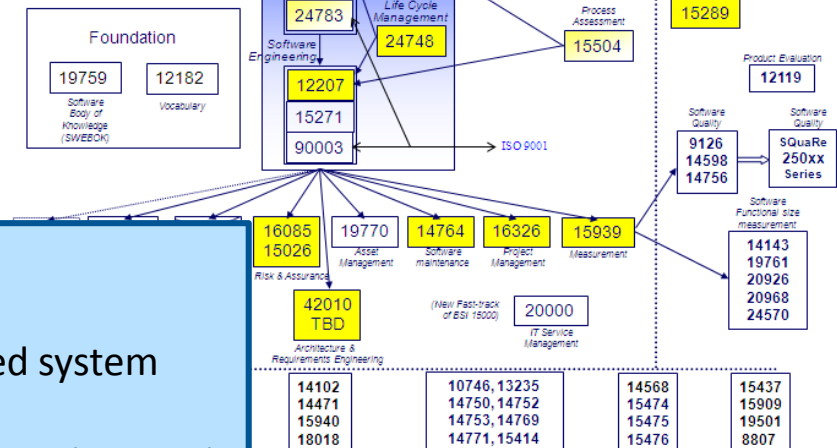 Foundation
19759
12182
Software
Body of
Knowledge
(SWEBOK)
Vocabulary
24783
Software
Engineering
Life Cycle
Management
24748
12207
15271
90003
Process
Assessment
15504
ISO 9001
15289
Product Evaluation
12119
Software
Quality
9126
14598
14756
Software
Quality
SQuaRe
250xx
Series
Software
Functional size
measurement
14143
19761
20926
20968
24570
16085
15026
Risk & Assurance
19770
Asset
Management
14764
Software
maintenance
16326
Project
Management
15939
Measurement
42010
TBD
Architecture &
Requirements Engineering
(New Fast-track
of BSI 15000)
20000
IT Service
Management
ed system
14102
14471
15940
18018
10746,13235
14750,14752
14753,14769
14771,15414
14568
15474
15475
15476
15437
15909
19501
8807